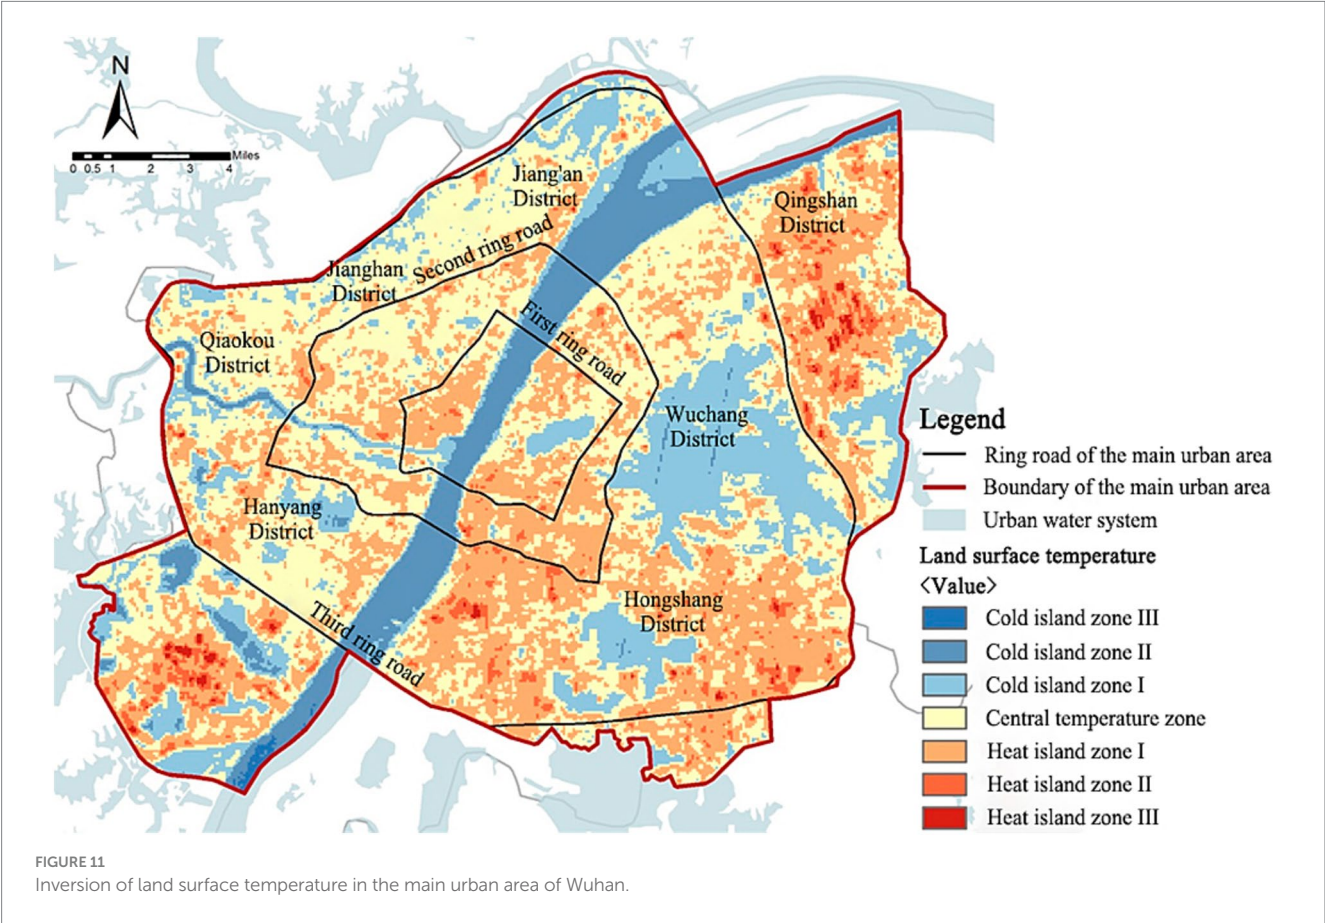 N
Miles
0 0.5 1 2 3 4
Jiang'an
District
Qingshan
District
Second ring road
Jianghan
District
First ring road
Qiaokou
District
Wuchang
District
Hanyang
District
Hongshang
District
Third ring road
Legend
Ring road of the main urban area
Boundary of the main urban area
Urban water system
Land surface temperature
<Value>
Cold island zone III
Cold island zone II
Cold island zone I
Central temperature zone
Heat island zone I
Heat island zone II
Heat island zone III
FIGURE 11
Inversion of land surface temperature in the main urban area of Wuhan.